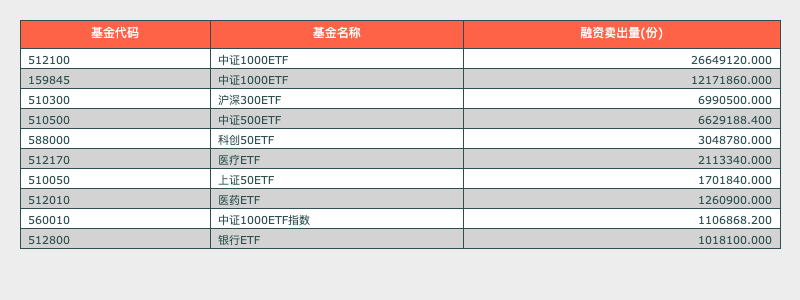 基金代码 基金名称 融资卖出量(份)
512100 中证1000ETF 26649120.000
159845 中证1000ETF 12171860.000
510300 沪深300ETF 6990500.000
510500 中证500ETF 6629188.400
588000 科创50ETF 3048780.000
512170 医疗ETF 2113340.000
510050 上证50ETF 1701840.000
512010 医药ETF 1260900.000
560010 中证1000ETF指数 1106868.200
512800 银行ETF 1018100.000